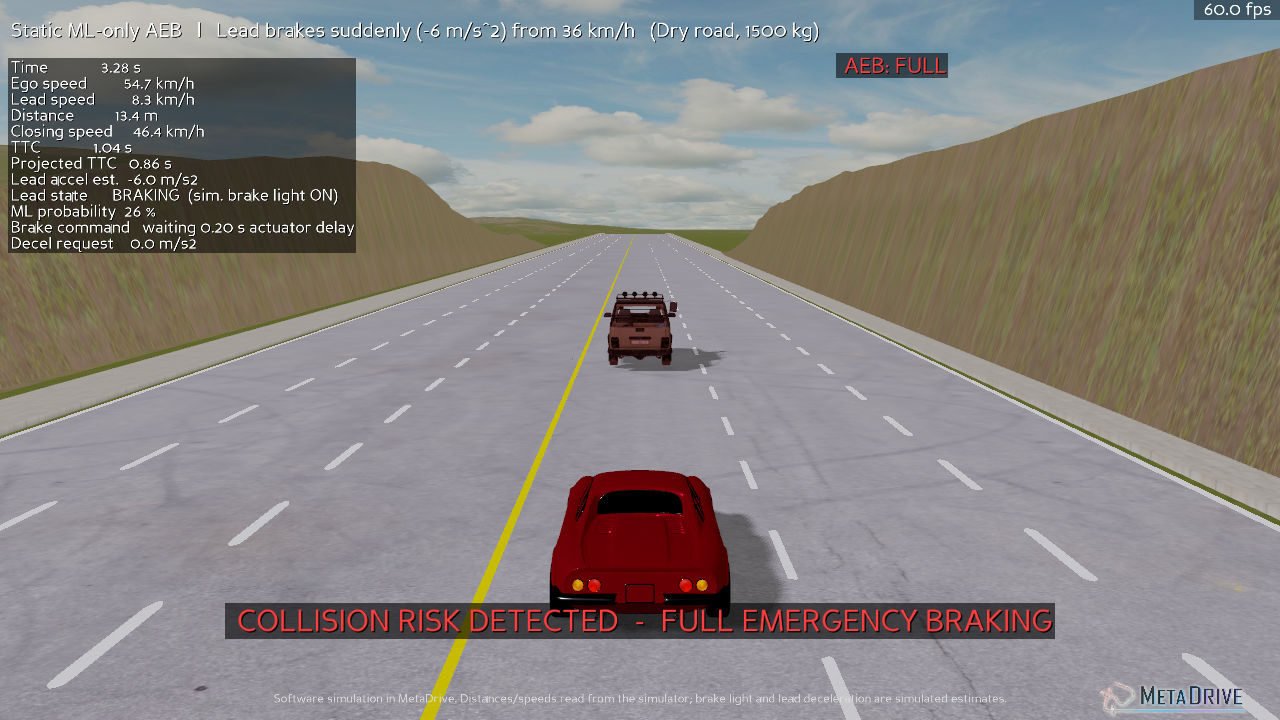 60.0 fps
Static ML-only AEB | Lead brakes suddenly (-6 m/s^2) from 36 km/h (Dry road, 1500 kg)
AEB: FULL
Time 3.28 s
Ego speed 54.7 km/h
Lead speed 8.3 km/h
Distance 13.4 m
Closing speed 46.4 km/h
TTC 1.04 s
Projected TTC 0.86 s
Lead accel est. -6.0 m/s2
Lead state BRAKING (sim. brake light ON)
ML probability 26 %
Brake command waiting 0.20 s actuator delay
Decel request 0.0 m/s2
COLLISION RISK DETECTED - FULL EMERGENCY BRAKING
Software simulation in MetaDrive. Distances/speeds read from the simulator; brake light and lead deceleration are simulated estimates.
METADRIVE